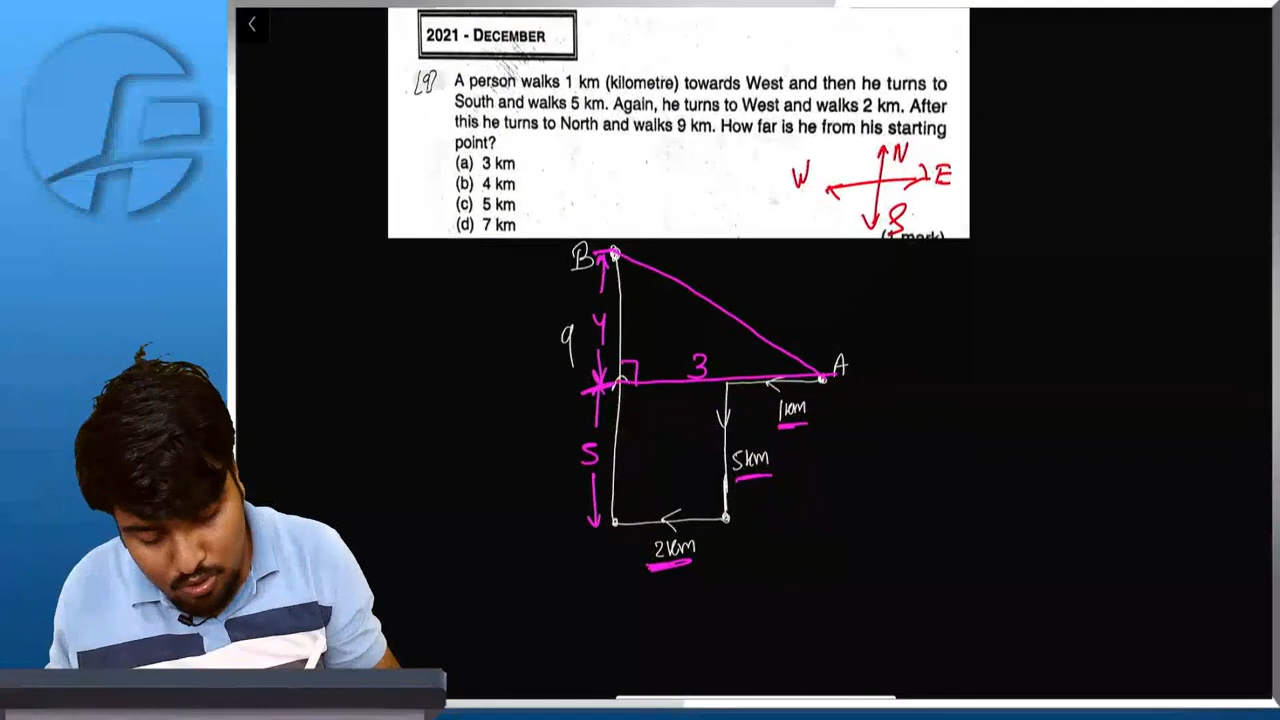 2021 - DECEMBER
[9] A person walks 1 km (kilometre) towards West and then he turns to
South and walks 5 km. Again, he turns to West and walks 2 km. After
this he turns to North and walks 9 km. How far is he from his starting
point?
(a) 3 km
(b) 4 km
(c) 5 km
(d) 7 km
N
W
E
S
B
9
4
3
A
1km
5
5km
2km